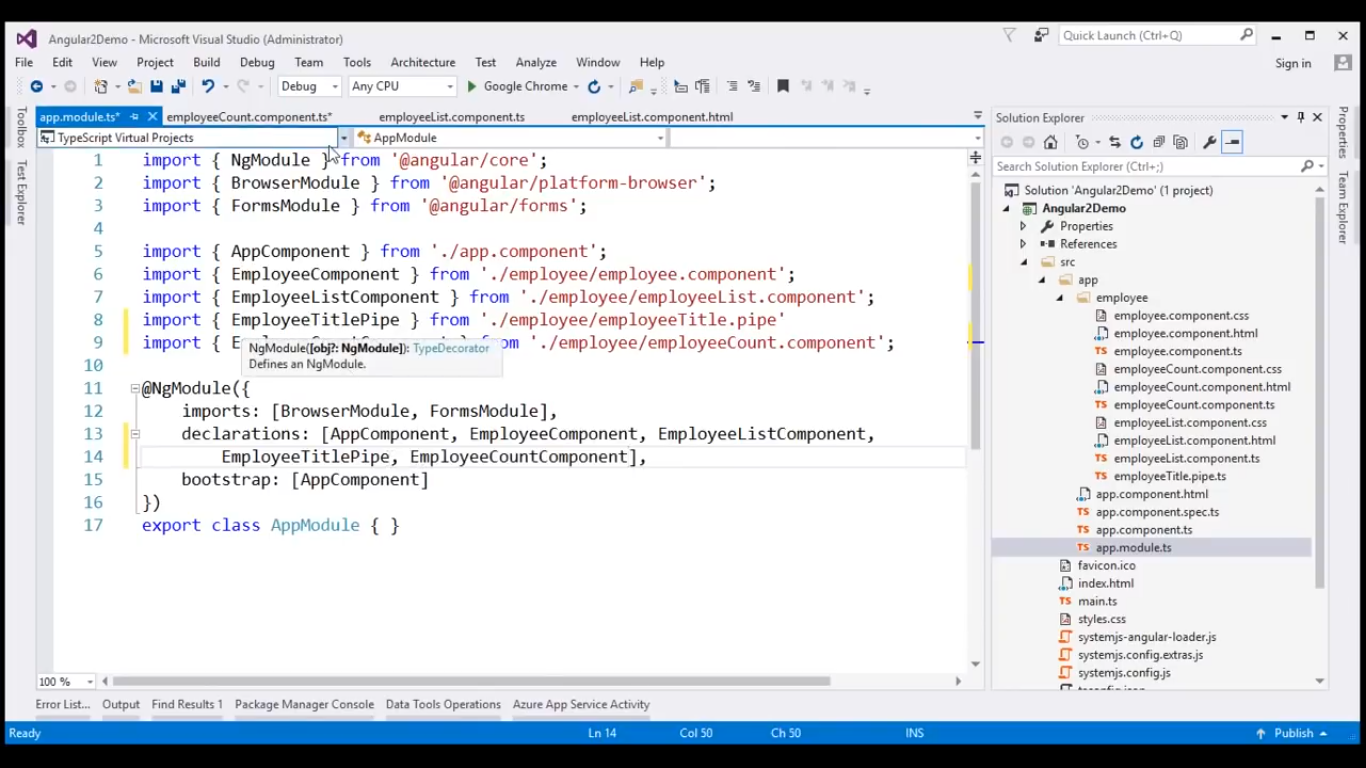 Angular2Demo - Microsoft Visual Studio (Administrator)
Quick Launch (Ctrl+Q)
File Edit View Project Build Debug Team Tools Architecture Test Analyze Window Help
Sign in
Debug Any CPU Google Chrome
app.module.ts* employeeCount.component.ts* employeeList.component.ts employeeList.component.html
TypeScript Virtual Projects AppModule
Toolbox
Test Explorer
1 import { NgModule } from '@angular/core';
2 import { BrowserModule } from '@angular/platform-browser';
3 import { FormsModule } from '@angular/forms';
4
5 import { AppComponent } from './app.component';
6 import { EmployeeComponent } from './employee/employee.component';
7 import { EmployeeListComponent } from './employee/employeeList.component';
8 import { EmployeeTitlePipe } from './employee/employeeTitle.pipe'
9 import { from './employee/employeeCount.component';
NgModule([obj?: NgModule]): TypeDecorator
Defines an NgModule.
10
11 @NgModule({
12 imports: [BrowserModule, FormsModule],
13 declarations: [AppComponent, EmployeeComponent, EmployeeListComponent,
14 EmployeeTitlePipe, EmployeeCountComponent],
15 bootstrap: [AppComponent]
16 })
17 export class AppModule { }
100 %
Solution Explorer
Search Solution Explorer (Ctrl+;)
Solution 'Angular2Demo' (1 project)
Angular2Demo
Properties
References
src
app
employee
employee.component.css
employee.component.html
TS employee.component.ts
employeeCount.component.css
employeeCount.component.html
TS employeeCount.component.ts
employeeList.component.css
employeeList.component.html
TS employeeList.component.ts
TS employeeTitle.pipe.ts
app.component.html
TS app.component.spec.ts
TS app.component.ts
TS app.module.ts
favicon.ico
index.html
TS main.ts
styles.css
systemjs-angular-loader.js
systemjs.config.extras.js
systemjs.config.js
Properties
Team Explorer
Error List... Output Find Results 1 Package Manager Console Data Tools Operations Azure App Service Activity
Ready Ln 14 Col 50 Ch 50 INS Publish